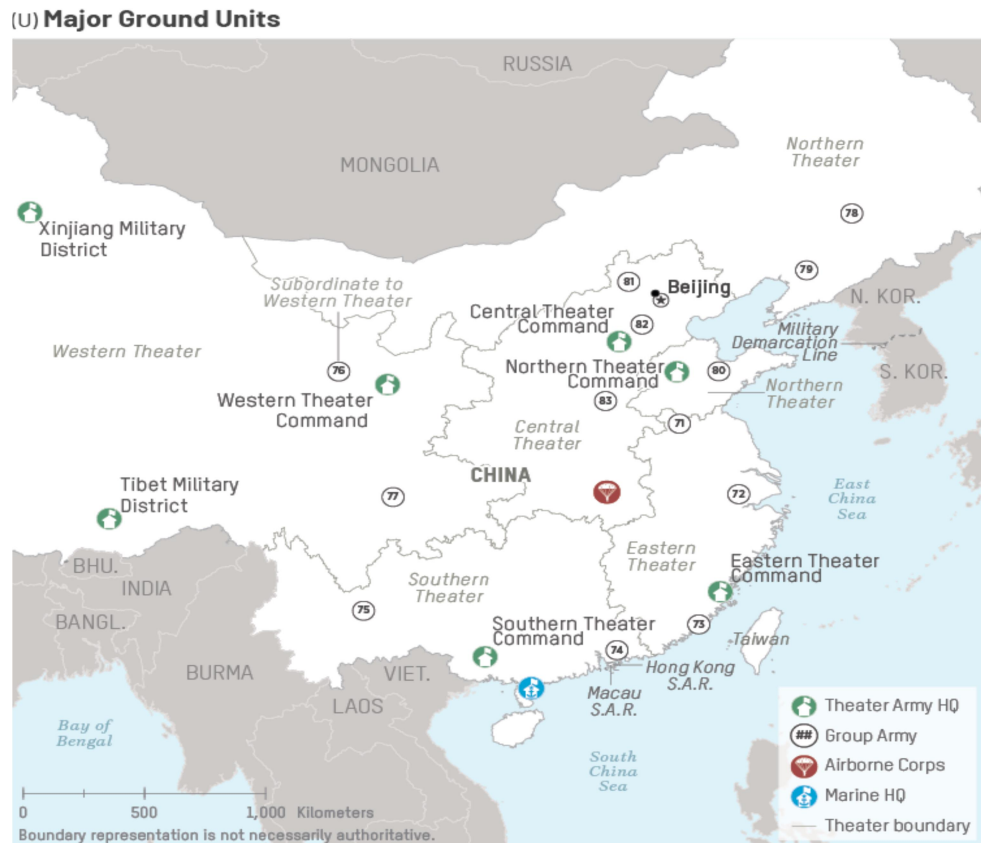 (U) Major Ground Units
RUSSIA
MONGOLIA
Northern
Theater
78
Xinjiang Military
District
79
81
Beijing
Subordinate to
Western Theater
N. KOR.
Central Theater
Command
82
Military
Demarcation
Line
Western Theater
76
Northern Theater
Command
80
S. KOR.
Western Theater
Command
83
Northern
Theater
71
Central
Theater
CHINA
Tibet Military
District
77
72
East
China
Sea
BHU.
INDIA
Eastern
Theater
Eastern Theater
Command
Southern
Theater
BANGL.
75
Southern Theater
Command
73
74
Taiwan
BURMA
VIET.
Hong Kong
S.A.R.
LAOS
Macau
S.A.R.
Bay of
Bengal
South
China
Sea
Theater Army HQ
## Group Army
Airborne Corps
Marine HQ
Theater boundary
0 500 1,000 Kilometers
Boundary representation is not necessarily authoritative.